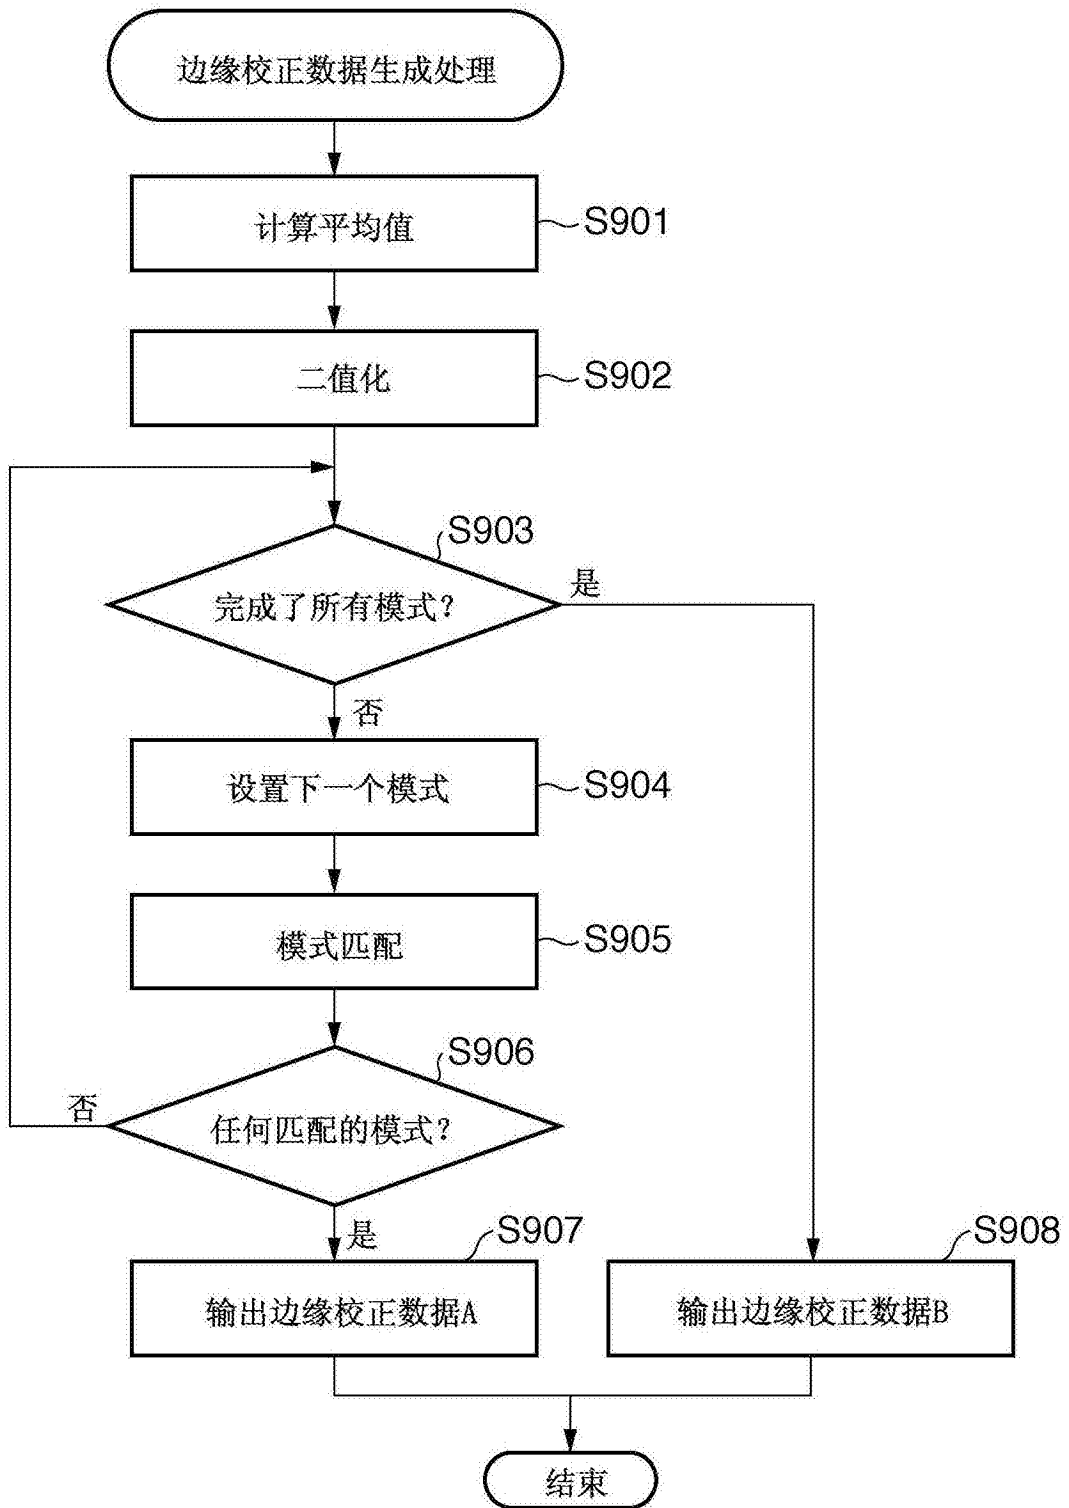 边缘校正数据生成处理
计算平均值
S901
二值化
S902
S903
完成了所有模式?
是
否
设置下一个模式
S904
模式匹配
S905
S906
任何匹配的模式?
否
是
S907
输出边缘校正数据A
S908
输出边缘校正数据B
结束